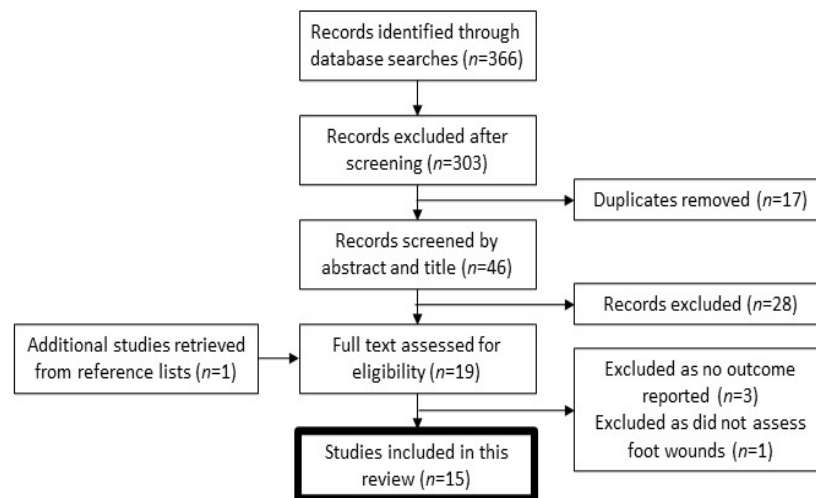 Records identified through
database searches (n=366)
Records excluded after
screening (n=303)
Duplicates removed (n=17)
Records screened by
abstract and title (n=46)
Records excluded (n=28)
Additional studies retrieved
from reference lists (n=1)
Full text assessed for
eligibility (n=19)
Excluded as no outcome
reported (n=3)
Excluded as did not assess
foot wounds (n=1)
Studies included in this
review (n=15)